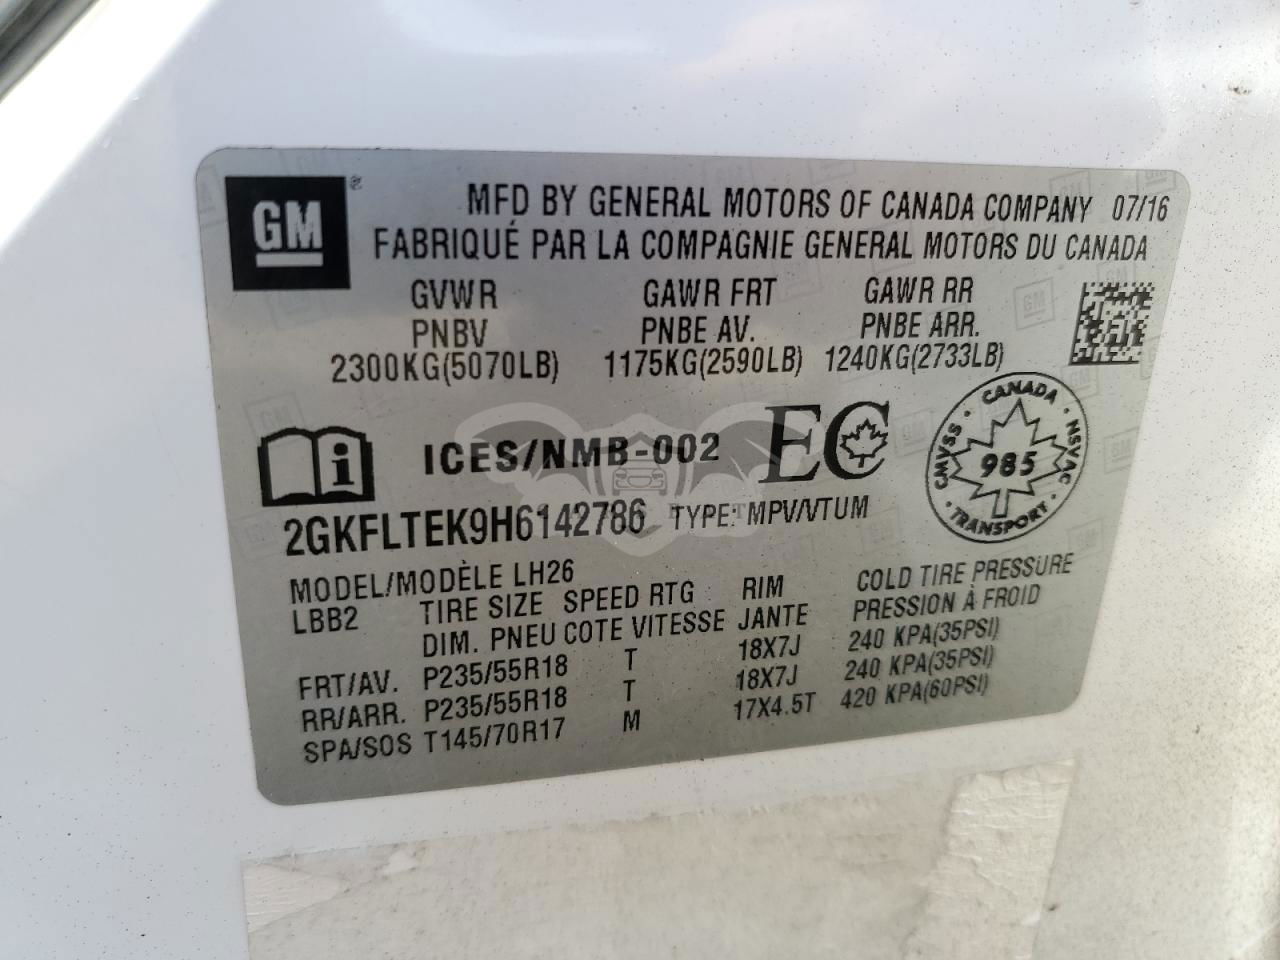 GM ®
MFD BY GENERAL MOTORS OF CANADA COMPANY 07/16
FABRIQUÉ PAR LA COMPAGNIE GENERAL MOTORS DU CANADA
GVWR GAWR FRT GAWR RR
PNBV PNBE AV. PNBE ARR.
2300KG(5070LB) 1175KG(2590LB) 1240KG(2733LB)
i ICES/NMB-002 EC
CANADA
CMVSS 985 NSVAC
TRANSPORT
2GKFLTEK9H6142786 TYPE: MPV/VTUM
MODEL/MODÈLE LH26
LBB2 TIRE SIZE SPEED RTG RIM COLD TIRE PRESSURE
DIM. PNEU COTE VITESSE JANTE PRESSION À FROID
FRT/AV. P235/55R18 T 18X7J 240 KPA(35PSI)
RR/ARR. P235/55R18 T 18X7J 240 KPA(35PSI)
SPA/SOS T145/70R17 M 17X4.5T 420 KPA(60PSI)